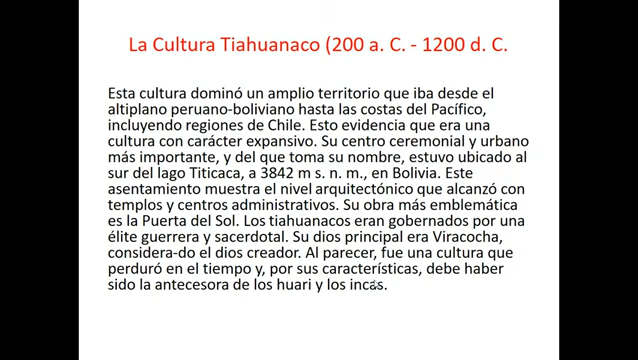 La Cultura Tiahuanaco (200 a. C. - 1200 d. C.
Esta cultura dominó un amplio territorio que iba desde el
altiplano peruano-boliviano hasta las costas del Pacífico,
incluyendo regiones de Chile. Esto evidencia que era una
cultura con carácter expansivo. Su centro ceremonial y urbano
más importante, y del que toma su nombre, estuvo ubicado al
sur del lago Titicaca, a 3842 m s. n. m., en Bolivia. Este
asentamiento muestra el nivel arquitectónico que alcanzó con
templos y centros administrativos. Su obra más emblemática
es la Puerta del Sol. Los tiahuanacos eran gobernados por una
élite guerrera y sacerdotal. Su dios principal era Viracocha,
considera-do el dios creador. Al parecer, fue una cultura que
perduró en el tiempo y, por sus características, debe haber
sido la antecesora de los huari y los incas.